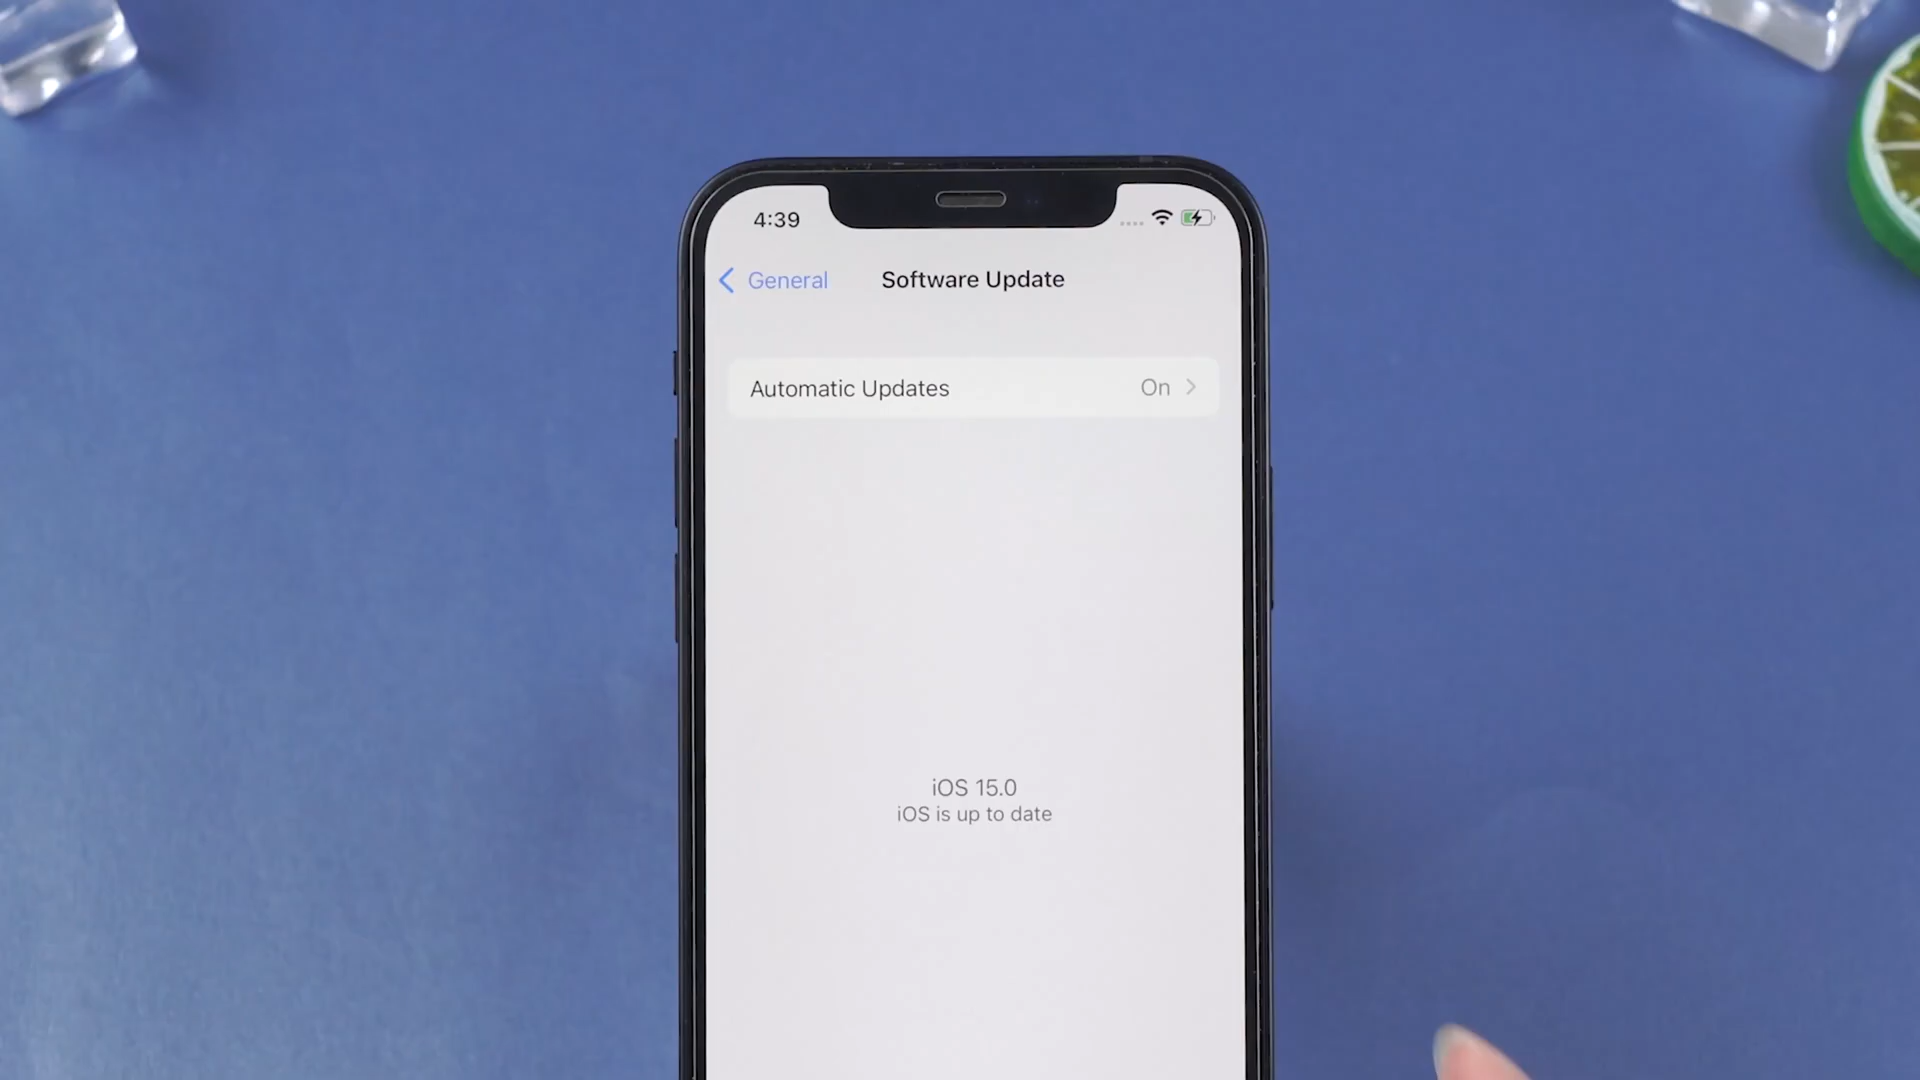 4:39
General
Software Update
Automatic Updates
On
iOS 15.0
iOS is up to date